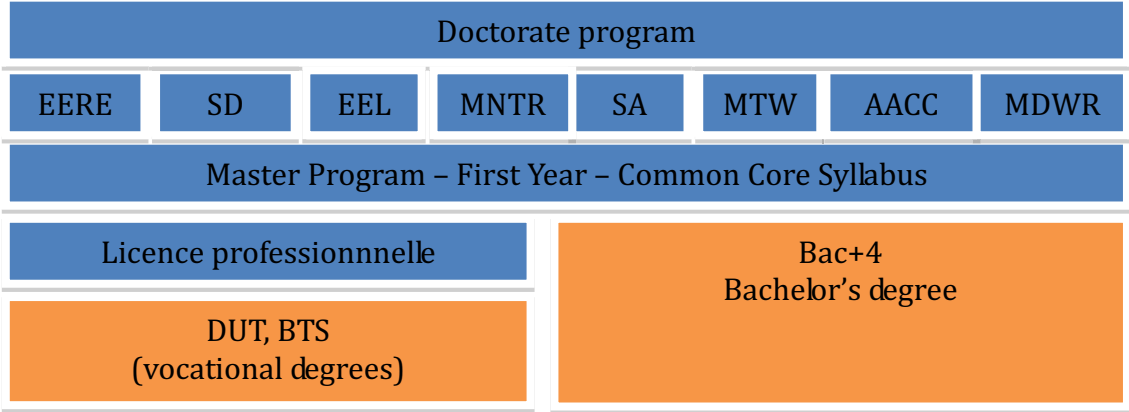 Doctorate program
EERE SD EEL MNTR SA MTW AACC MDWR
Master Program – First Year – Common Core Syllabus
Licence professionnnelle
Bac+4
Bachelor’s degree
DUT, BTS
(vocational degrees)